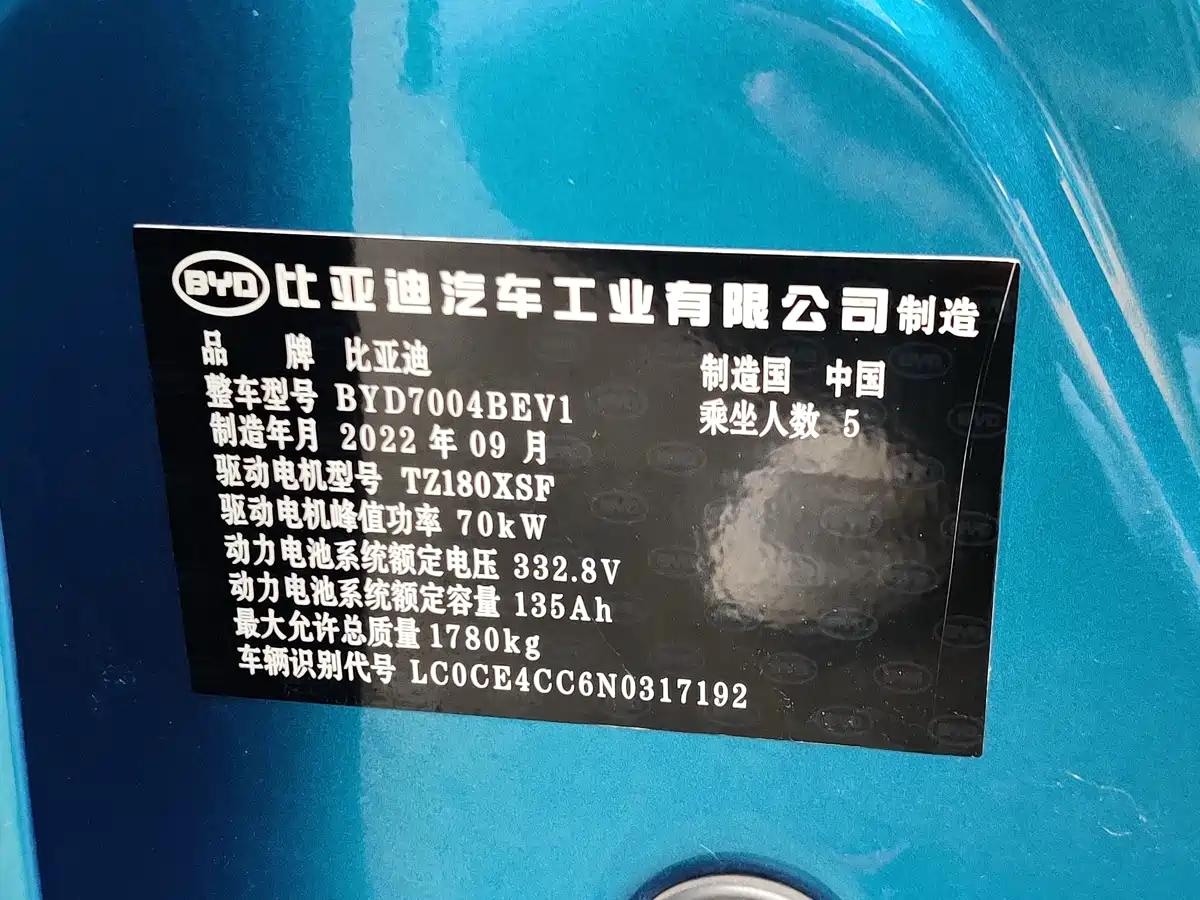 BYD 比亚迪汽车工业有限公司制造
品 牌 比亚迪
制造国 中国
整车型号 BYD7004BEV1
乘坐人数 5
制造年月 2022 年 09 月
驱动电机型号 TZ180XSF
驱动电机峰值功率 70kW
动力电池系统额定电压 332.8V
动力电池系统额定容量 135Ah
最大允许总质量 1780kg
车辆识别代号 LC0CE4CC6N0317192